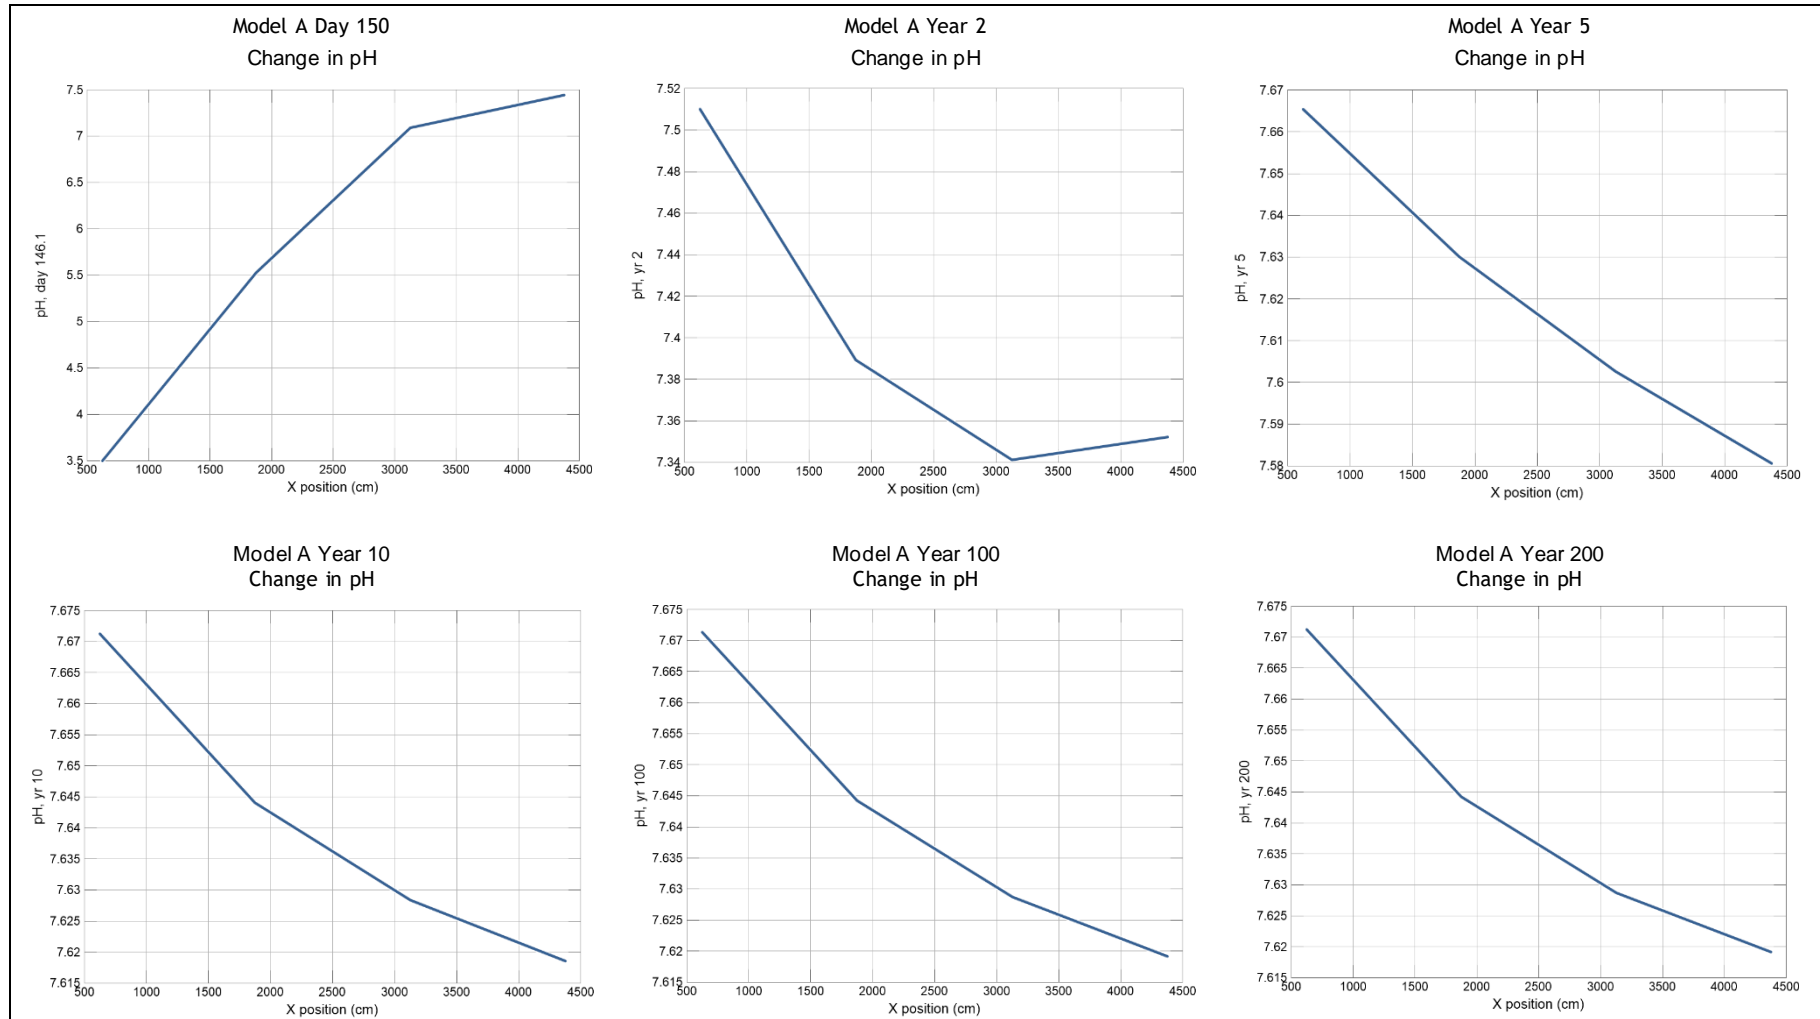 Model A Day 150
Change in pH
7.5
7
6.5
6
5.5
5
4.5
4
3.5
pH, day 146.1
500 1000 1500 2000 2500 3000 3500 4000 4500
X position (cm)
Model A Year 2
Change in pH
7.52
7.5
7.48
7.46
7.44
7.42
7.4
7.38
7.36
7.34
pH, yr 2
500 1000 1500 2000 2500 3000 3500 4000 4500
X position (cm)
Model A Year 5
Change in pH
7.67
7.66
7.65
7.64
7.63
7.62
7.61
7.6
7.59
7.58
pH, yr 5
500 1000 1500 2000 2500 3000 3500 4000 4500
X position (cm)
Model A Year 10
Change in pH
7.675
7.67
7.665
7.66
7.655
7.65
7.645
7.64
7.635
7.63
7.625
7.62
7.615
pH, yr 10
500 1000 1500 2000 2500 3000 3500 4000 4500
X position (cm)
Model A Year 100
Change in pH
7.675
7.67
7.665
7.66
7.655
7.65
7.645
7.64
7.635
7.63
7.625
7.62
7.615
pH, yr 100
500 1000 1500 2000 2500 3000 3500 4000 4500
X position (cm)
Model A Year 200
Change in pH
7.675
7.67
7.665
7.66
7.655
7.65
7.645
7.64
7.635
7.63
7.625
7.62
7.615
pH, yr 200
500 1000 1500 2000 2500 3000 3500 4000 4500
X position (cm)